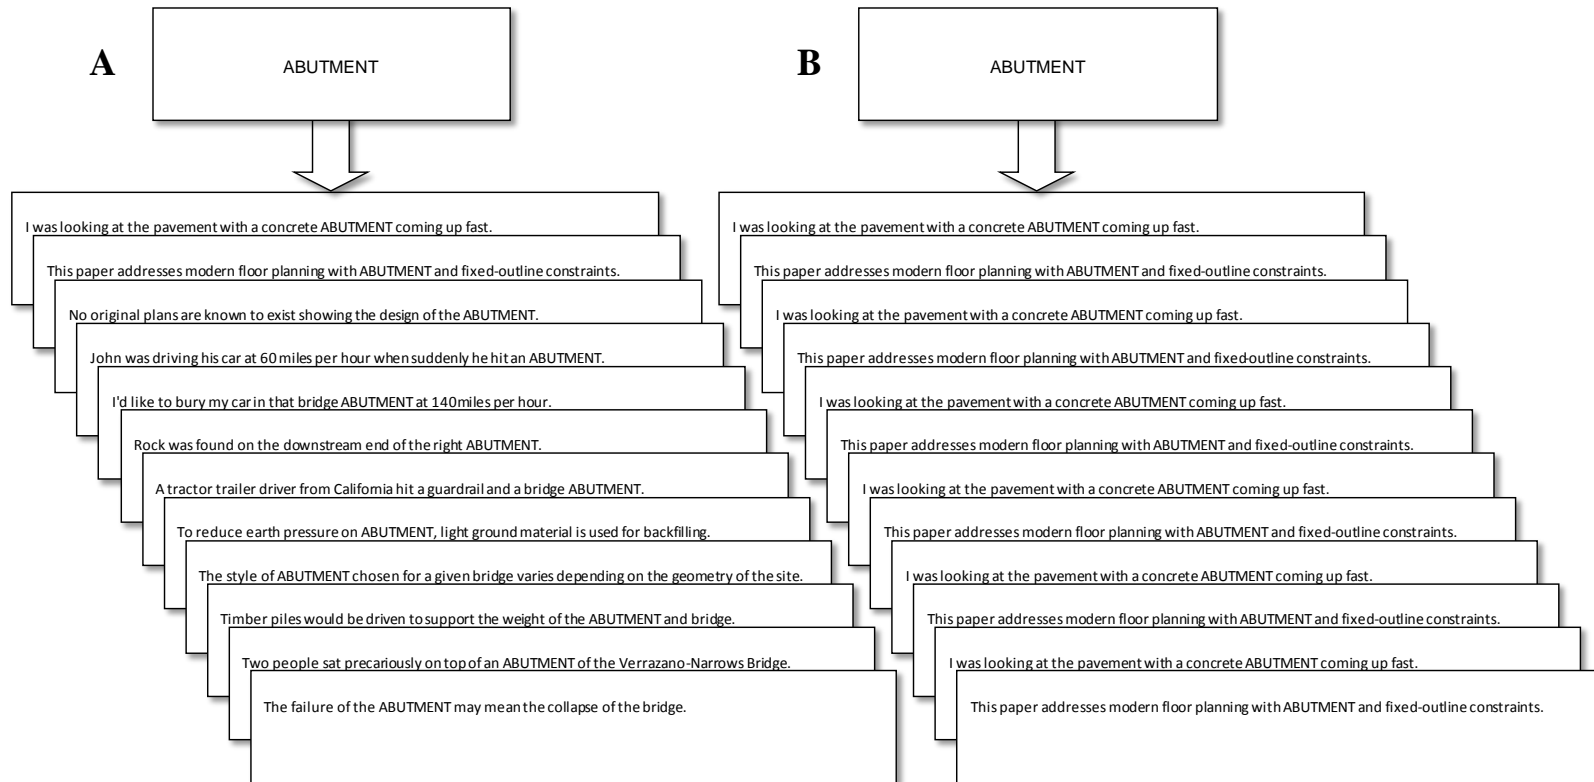 A
ABUTMENT
I was looking at the pavement with a concrete ABUTMENT coming up fast.
This paper addresses modern floor planning with ABUTMENT and fixed-outline constraints.
No original plans are known to exist showing the design of the ABUTMENT.
John was driving his car at 60 miles per hour when suddenly he hit an ABUTMENT.
I'd like to bury my car in that bridge ABUTMENT at 140 miles per hour.
Rock was found on the downstream end of the right ABUTMENT.
A tractor trailer driver from California hit a guardrail and a bridge ABUTMENT.
To reduce earth pressure on ABUTMENT, light ground material is used for backfilling.
The style of ABUTMENT chosen for a given bridge varies depending on the geometry of the site.
Timber piles would be driven to support the weight of the ABUTMENT and bridge.
Two people sat precariously on top of an ABUTMENT of the Verrazano-Narrows Bridge.
The failure of the ABUTMENT may mean the collapse of the bridge.
B
ABUTMENT
I was looking at the pavement with a concrete ABUTMENT coming up fast.
This paper addresses modern floor planning with ABUTMENT and fixed-outline constraints.
I was looking at the pavement with a concrete ABUTMENT coming up fast.
This paper addresses modern floor planning with ABUTMENT and fixed-outline constraints.
I was looking at the pavement with a concrete ABUTMENT coming up fast.
This paper addresses modern floor planning with ABUTMENT and fixed-outline constraints.
I was looking at the pavement with a concrete ABUTMENT coming up fast.
This paper addresses modern floor planning with ABUTMENT and fixed-outline constraints.
I was looking at the pavement with a concrete ABUTMENT coming up fast.
This paper addresses modern floor planning with ABUTMENT and fixed-outline constraints.
I was looking at the pavement with a concrete ABUTMENT coming up fast.
This paper addresses modern floor planning with ABUTMENT and fixed-outline constraints.